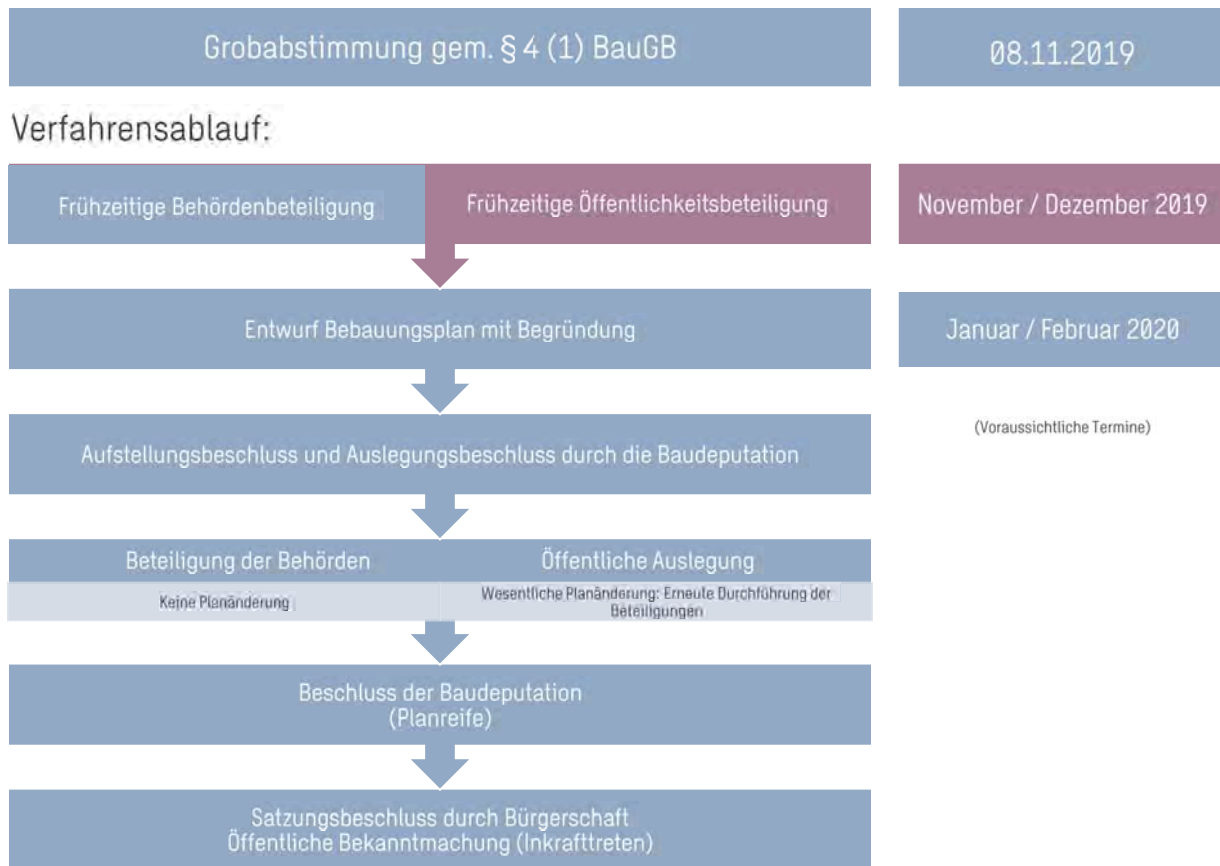 Grobabstimmung gem. § 4 (1) BauGB
08.11.2019
Verfahrensablauf:
Frühzeitige Behördenbeteiligung
Frühzeitige Öffentlichkeitsbeteiligung
November / Dezember 2019
Entwurf Bebauungsplan mit Begründung
Januar / Februar 2020
(Voraussichtliche Termine)
Aufstellungsbeschluss und Auslegungsbeschluss durch die Baudeputation
Beteiligung der Behörden
Öffentliche Auslegung
Keine Planänderung
Wesentliche Planänderung: Erneute Durchführung der
Beteiligungen
Beschluss der Baudeputation
(Planreife)
Satzungsbeschluss durch Bürgerschaft
Öffentliche Bekanntmachung (Inkrafttreten)